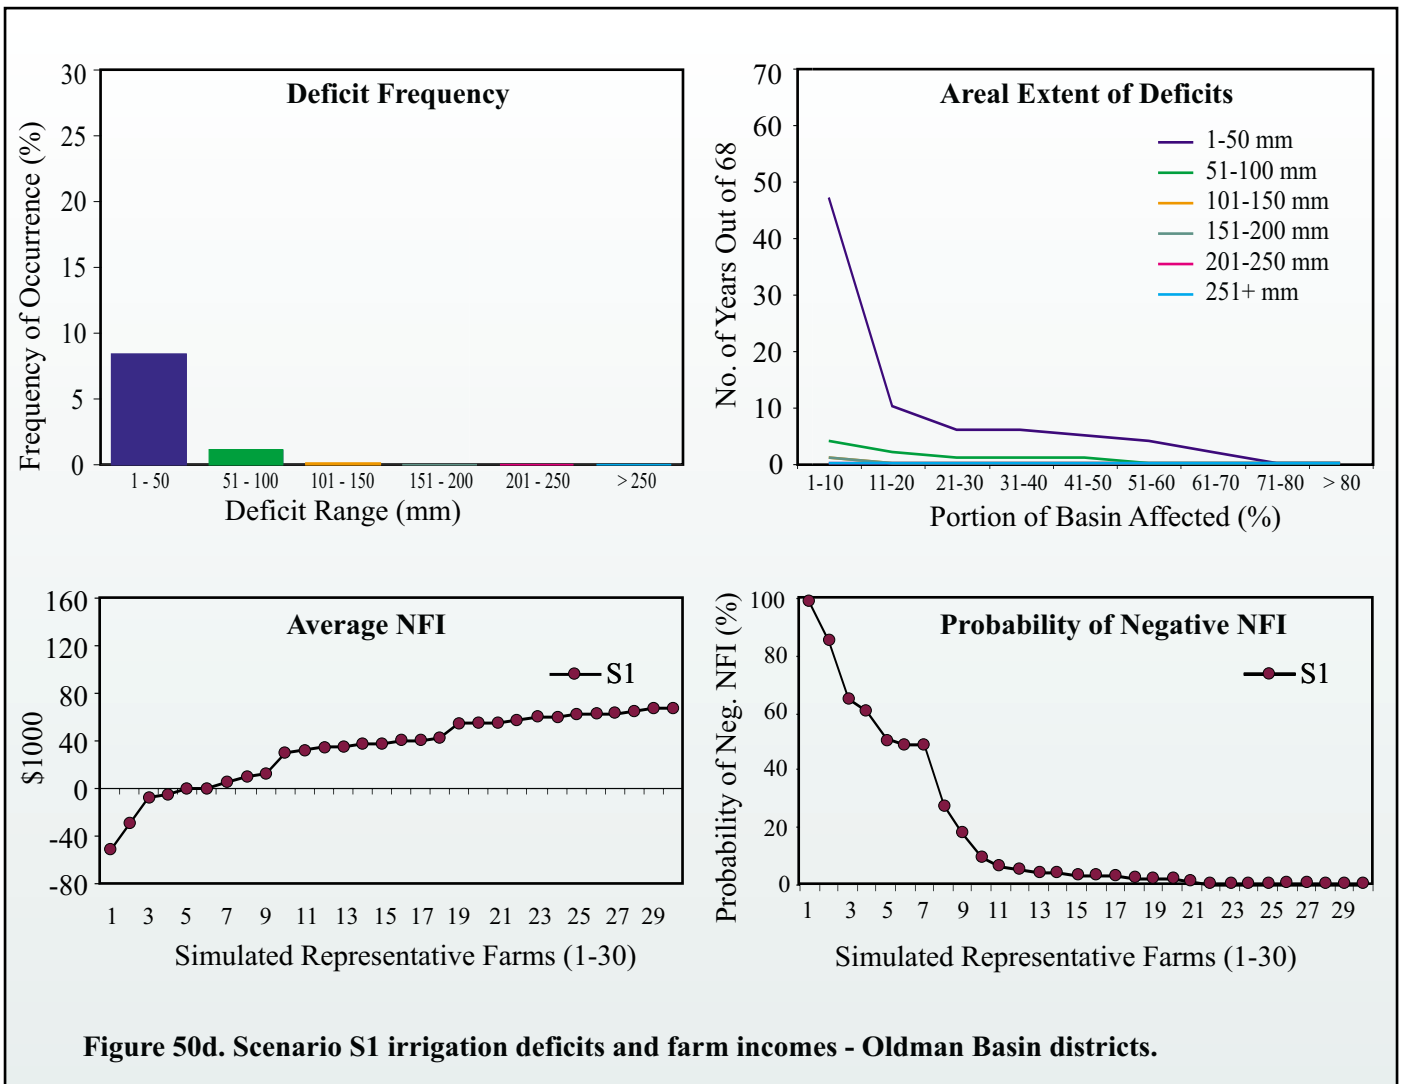 Deficit Frequency
Frequency of Occurrence (%)
30
25
20
15
10
5
0
1 - 50 51 - 100 101 - 150 151 - 200 201 - 250 > 250
Deficit Range (mm)
Areal Extent of Deficits
No. of Years Out of 68
70
60
50
40
30
20
10
0
1-50 mm
51-100 mm
101-150 mm
151-200 mm
201-250 mm
251+ mm
1-10 11-20 21-30 31-40 41-50 51-60 61-70 71-80 > 80
Portion of Basin Affected (%)
Average NFI
$1000
160
120
80
40
0
-40
-80
S1
1 3 5 7 9 11 13 15 17 19 21 23 25 27 29
Simulated Representative Farms (1-30)
Probability of Negative NFI
Probability of Neg. NFI (%)
100
80
60
40
20
0
S1
1 3 5 7 9 11 13 15 17 19 21 23 25 27 29
Simulated Representative Farms (1-30)
Figure 50d. Scenario S1 irrigation deficits and farm incomes - Oldman Basin districts.